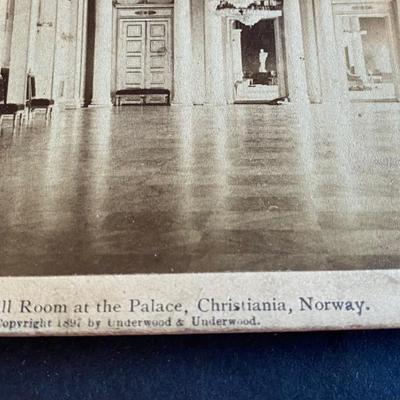 ll Room at the Palace, Christiania, Norway.
Copyright 1897 by Underwood & Underwood.